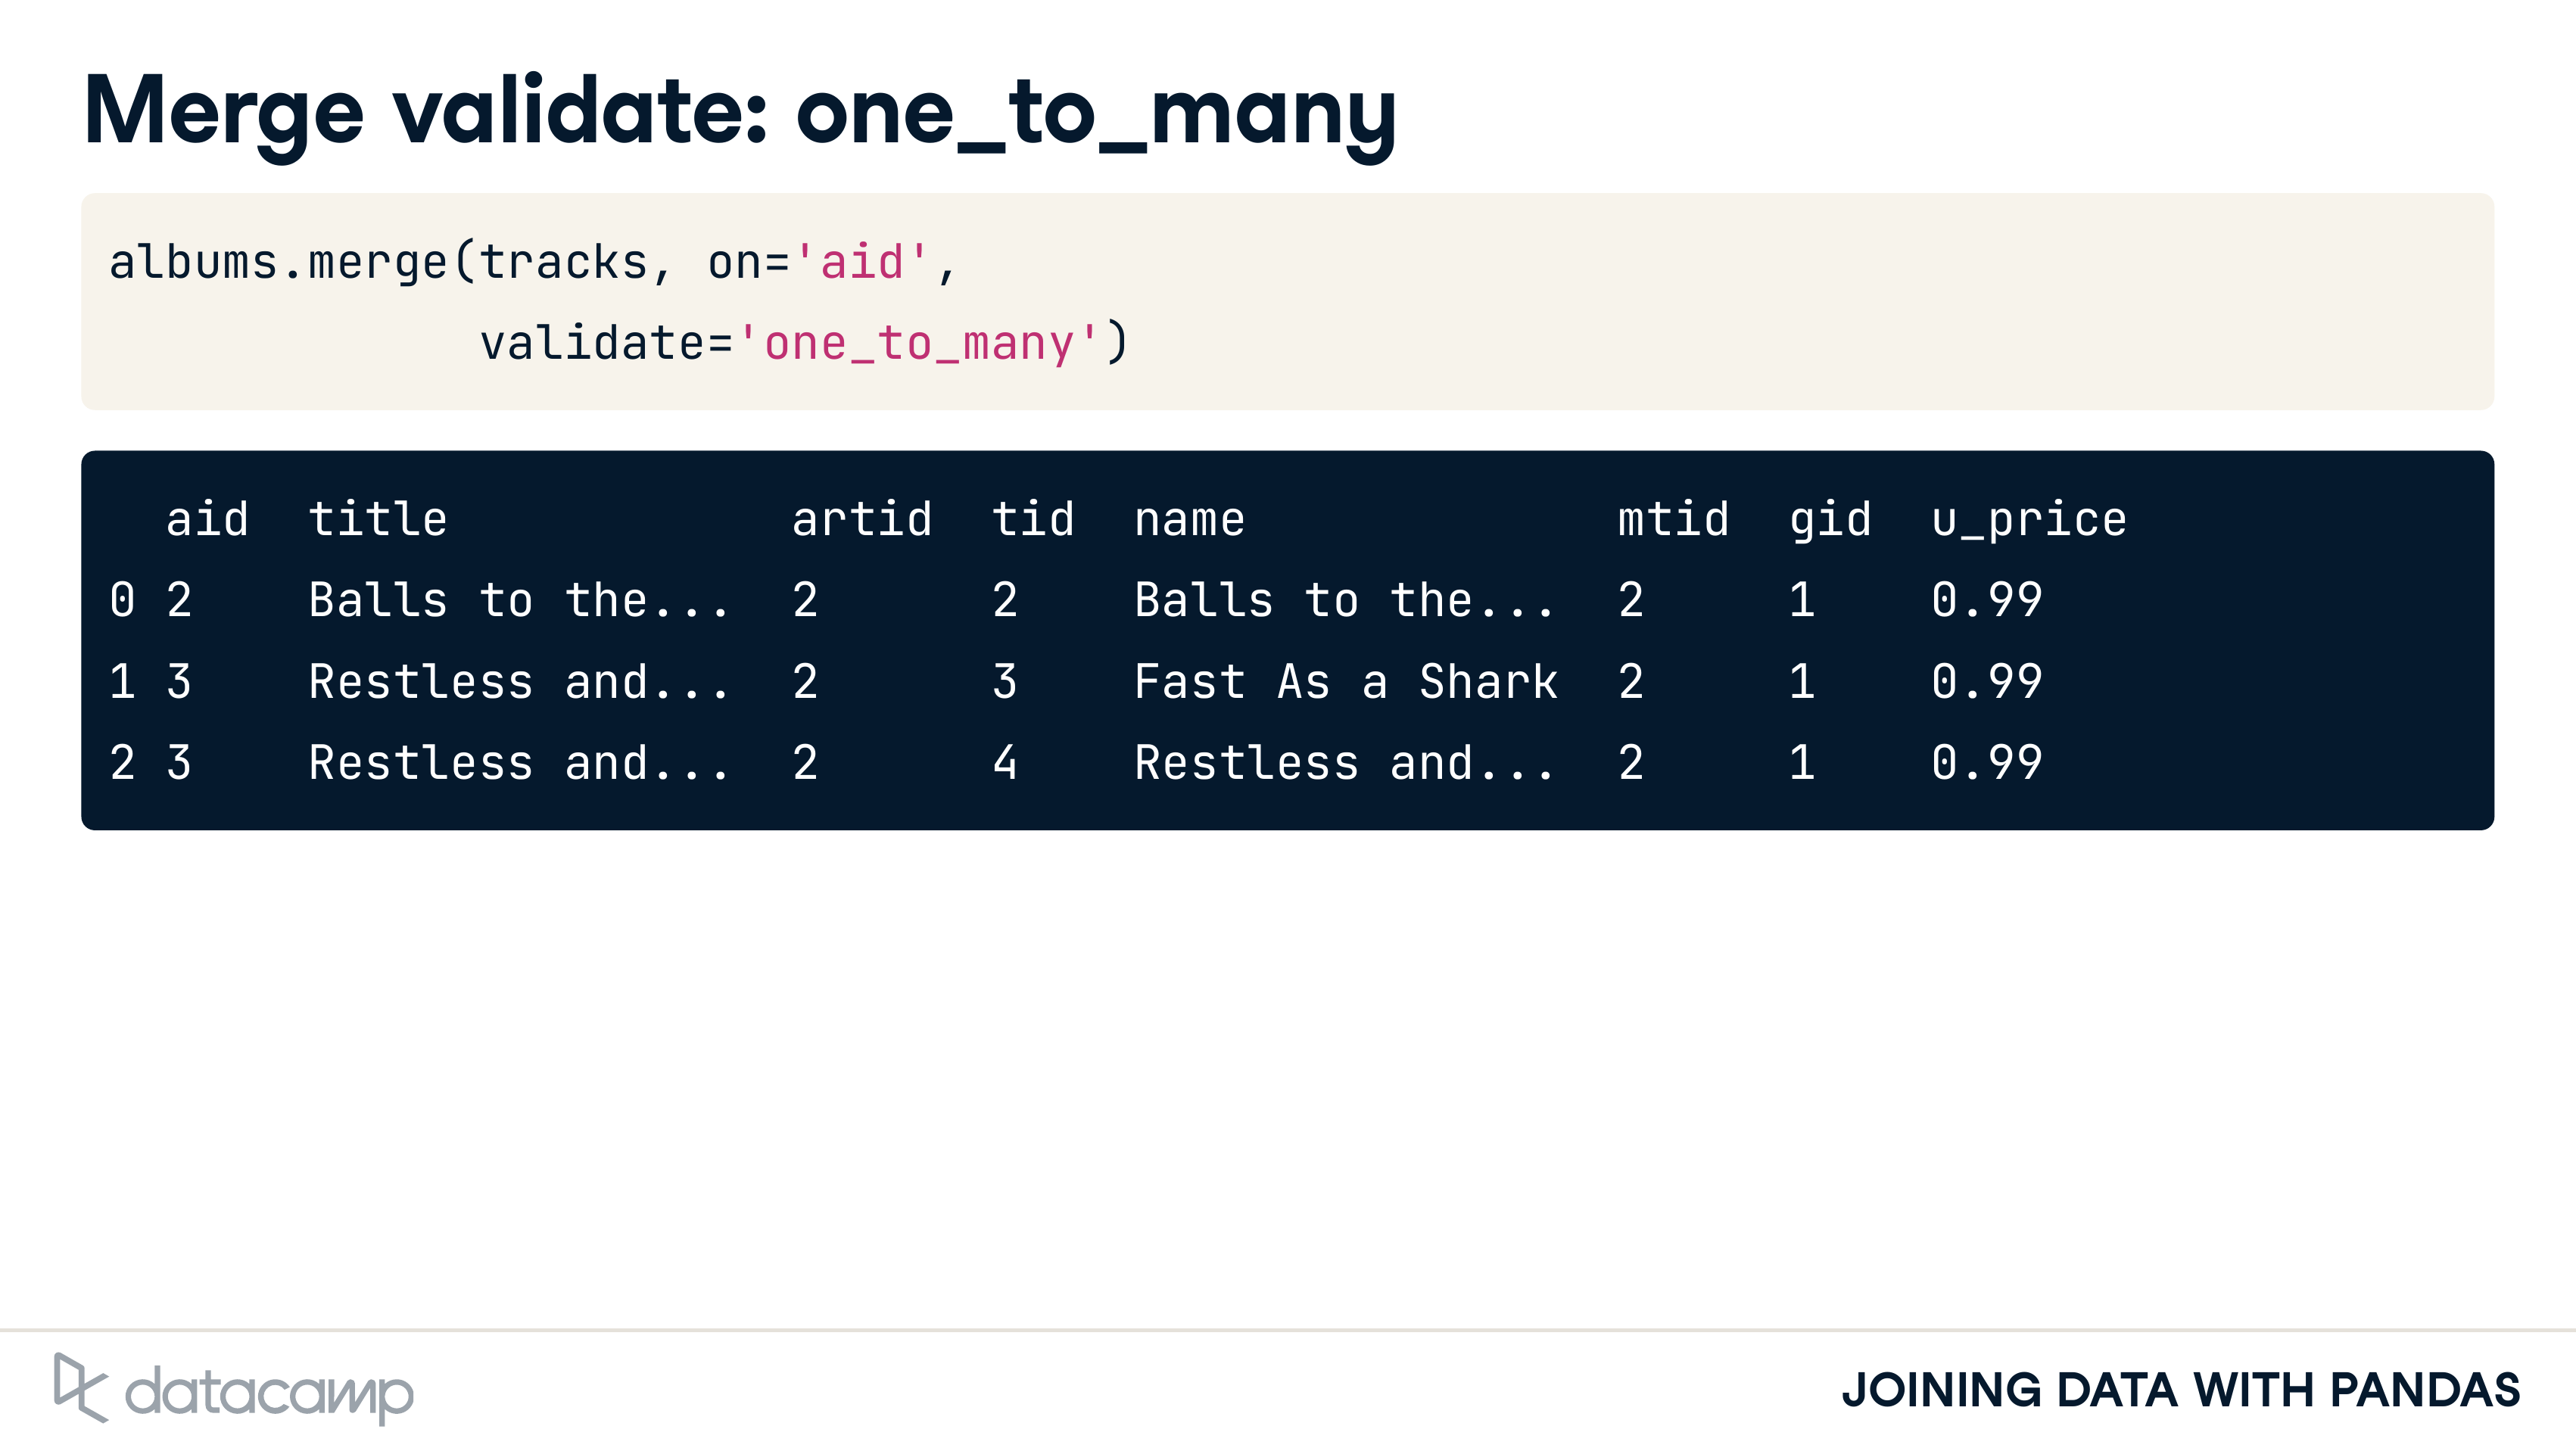 Merge validate: one_to_many
albums.merge(tracks, on='aid',
             validate='one_to_many')
  aid  title            artid  tid  name             mtid  gid  u_price
0 2    Balls to the...  2      2    Balls to the...  2     1    0.99
1 3    Restless and...  2      3    Fast As a Shark  2     1    0.99
2 3    Restless and...  2      4    Restless and...  2     1    0.99
datacamp
JOINING DATA WITH PANDAS